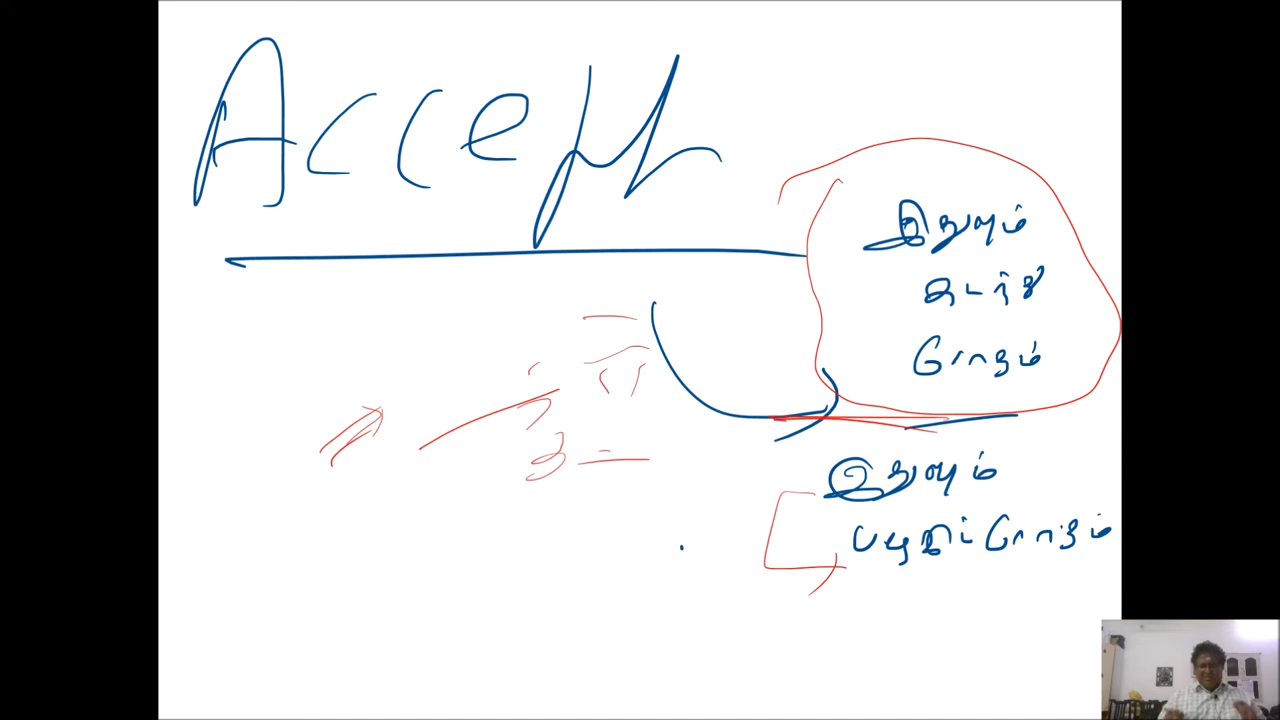 Accept
இதுவும்
கடந்து
போகும்
இதுவும்
பழகிப் போகும்